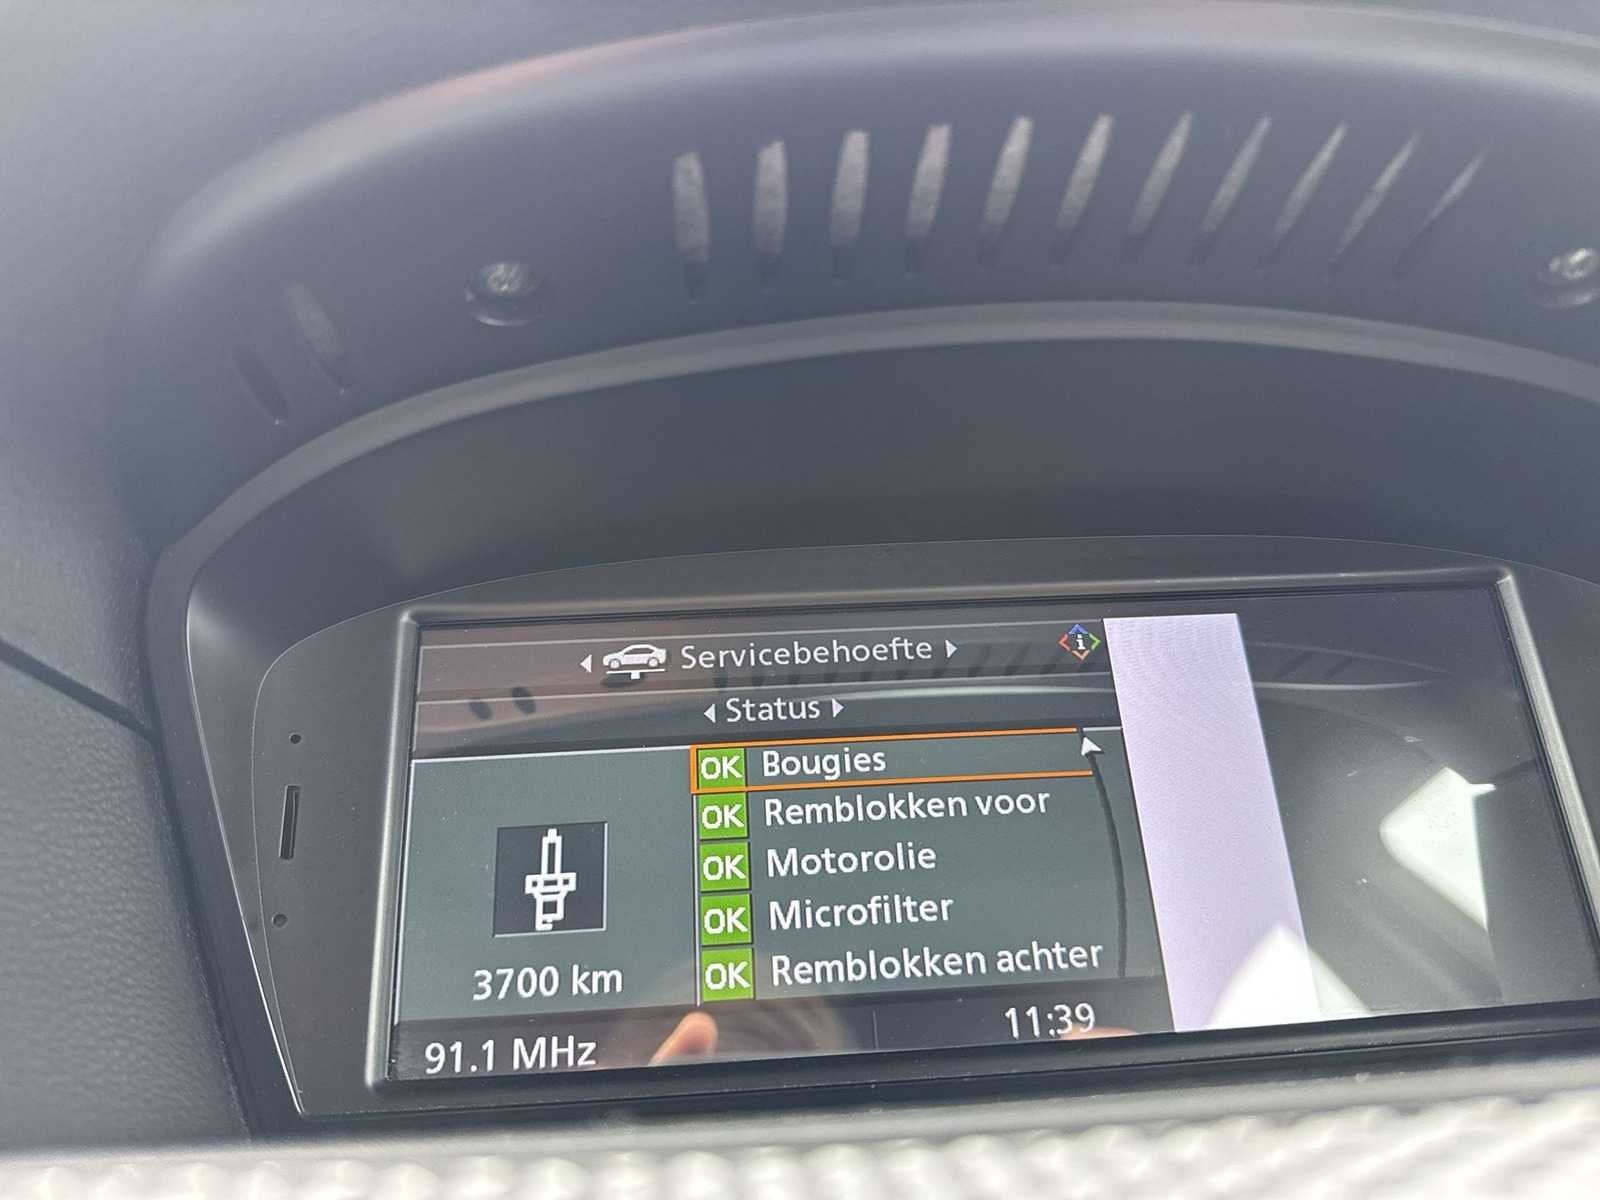 Servicebehoefte
Status
OK Bougies
OK Remblokken voor
OK Motorolie
OK Microfilter
OK Remblokken achter
3700 km
91.1 MHz
11:39